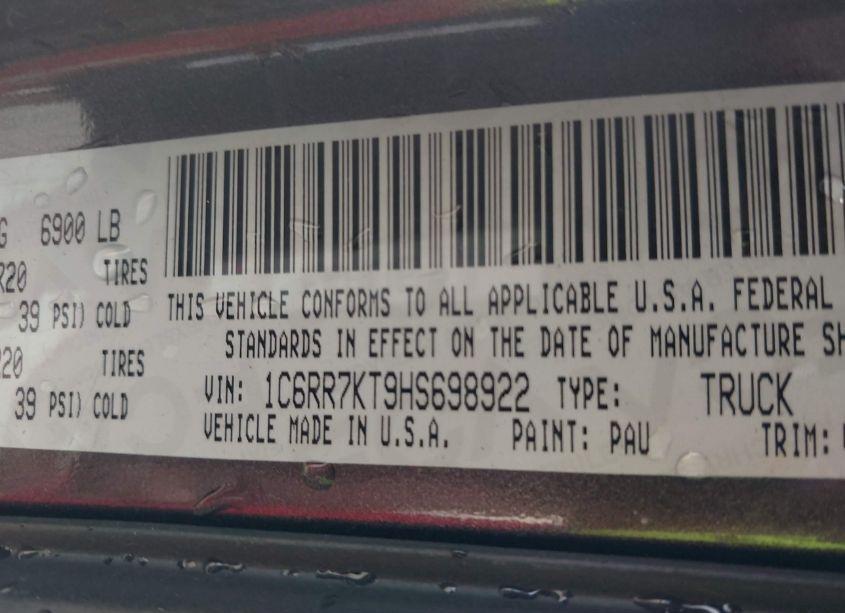 G 6900 LB
R20 TIRES
39 PSI) COLD
R20 TIRES
39 PSI) COLD
THIS VEHICLE CONFORMS TO ALL APPLICABLE U.S.A. FEDERAL
STANDARDS IN EFFECT ON THE DATE OF MANUFACTURE SH
VIN: 1C6RR7KT9HS698922 TYPE: TRUCK
VEHICLE MADE IN U.S.A. PAINT: PAU TRIM: